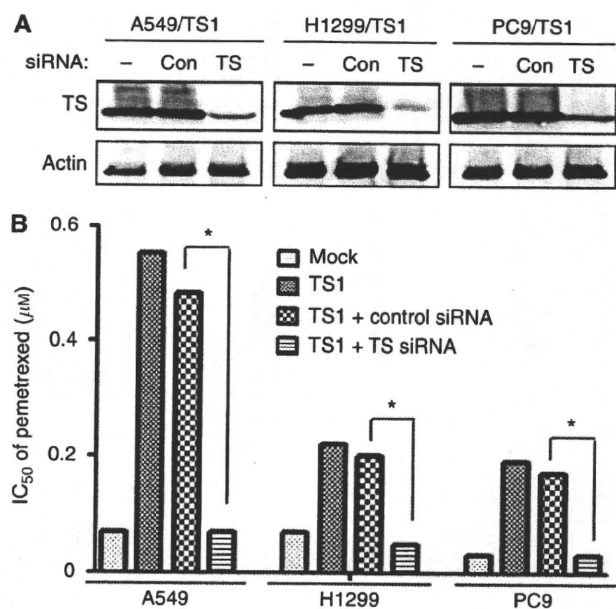 A
A549/TS1 H1299/TS1 PC9/TS1
siRNA: – Con TS – Con TS – Con TS
TS
Actin
B
0.6
0.4
0.2
0
IC50 of pemetrexed (μM)
* * *
Mock
TS1
TS1 + control siRNA
TS1 + TS siRNA
A549 H1299 PC9